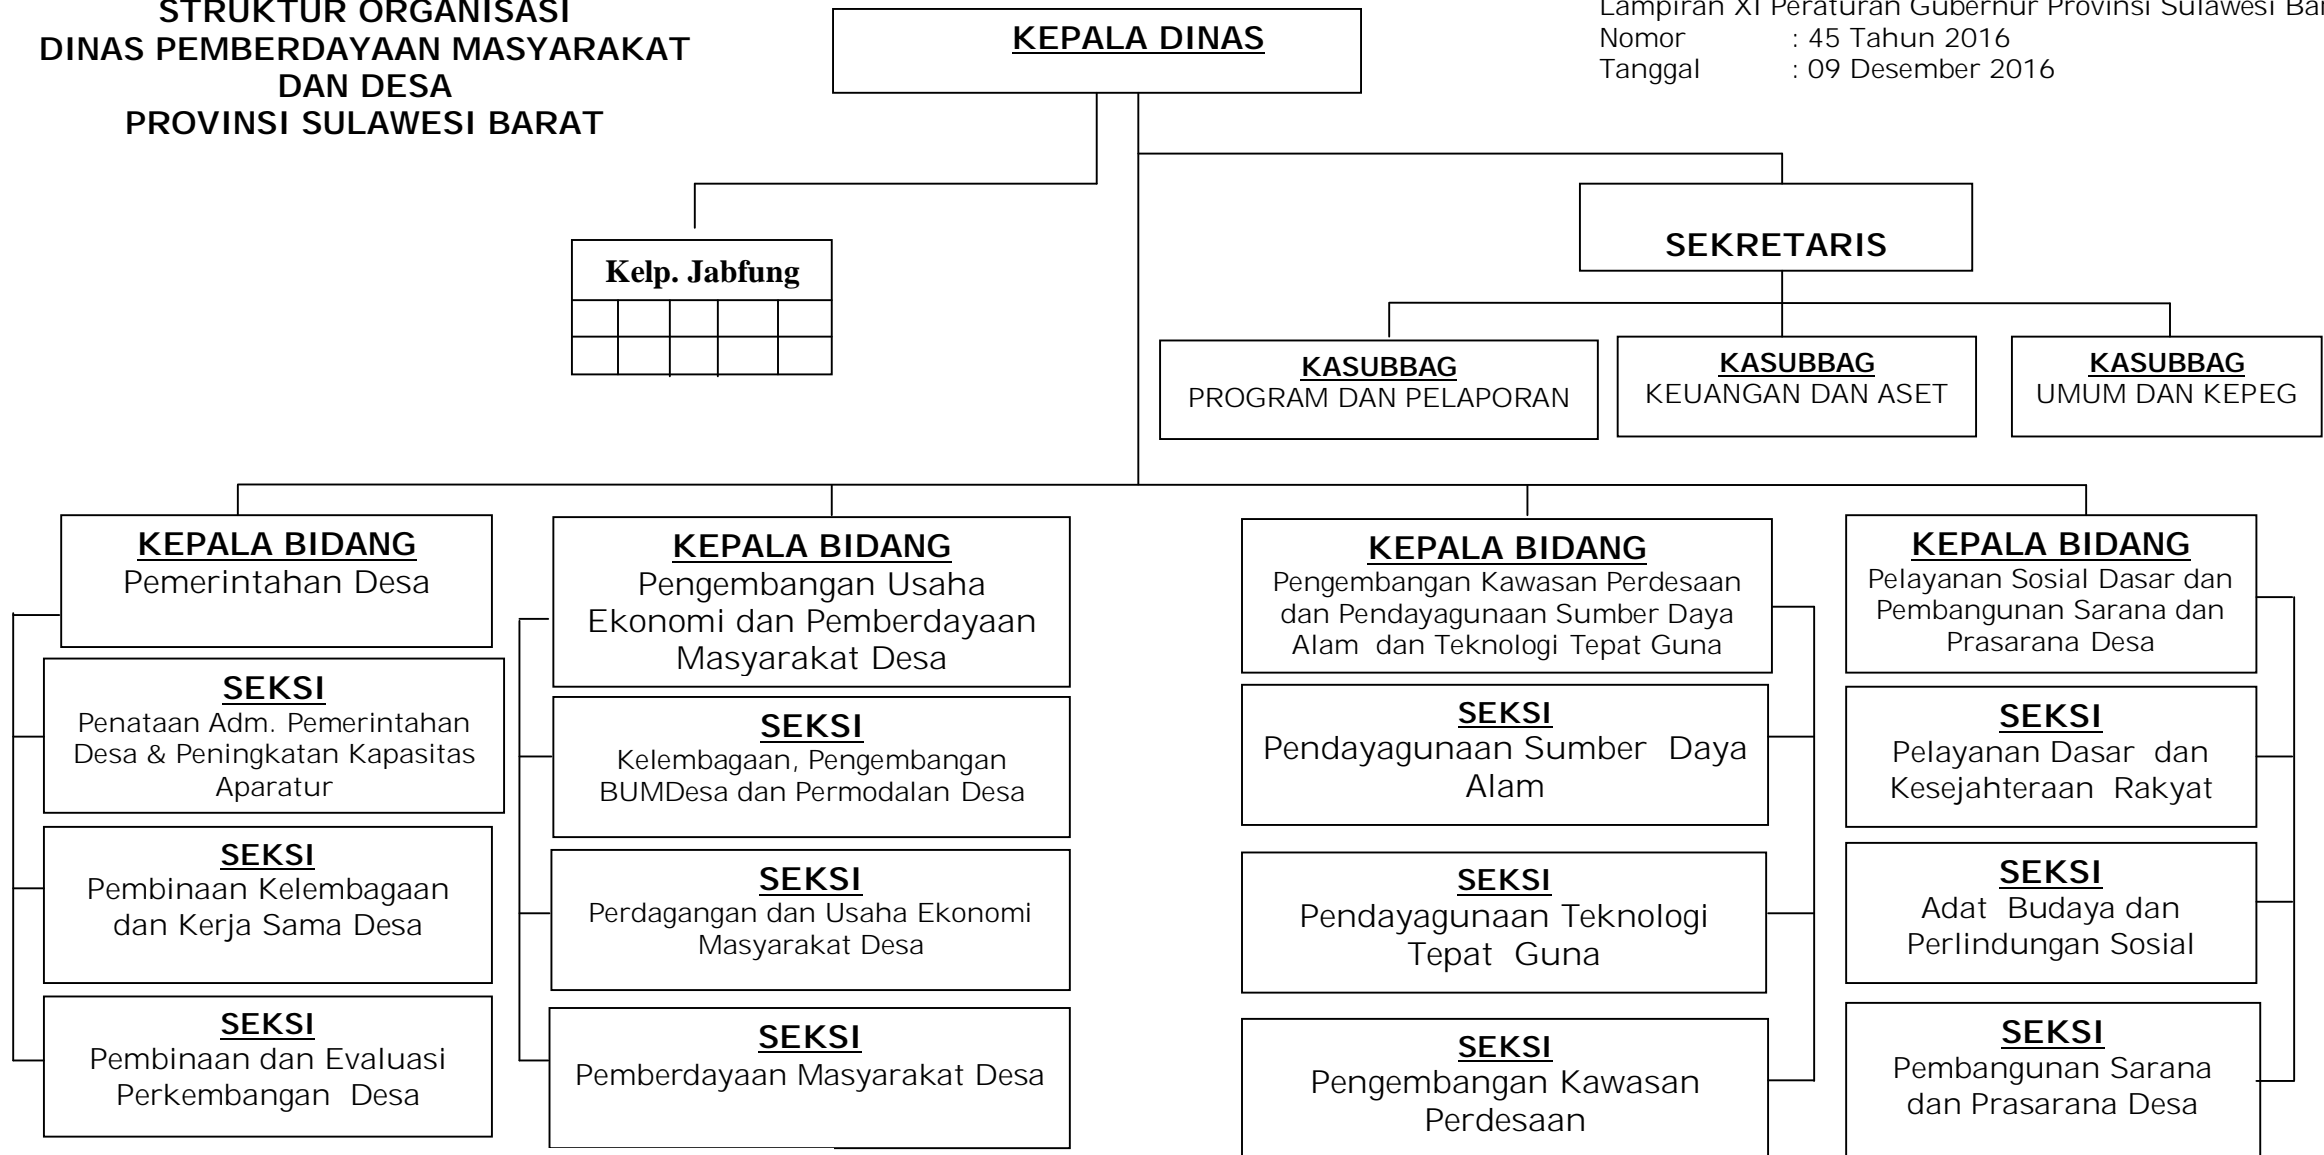 STRUKTUR ORGANISASI
DINAS PEMBERDAYAAN MASYARAKAT
DAN DESA
PROVINSI SULAWESI BARAT
KEPALA DINAS
Lampiran XI Peraturan Gubernur Provinsi Sulawesi Bar
Nomor : 45 Tahun 2016
Tanggal : 09 Desember 2016
Kelp. Jabfung
SEKRETARIS
KASUBBAG
PROGRAM DAN PELAPORAN
KASUBBAG
KEUANGAN DAN ASET
KASUBBAG
UMUM DAN KEPEG
KEPALA BIDANG
Pemerintahan Desa
SEKSI
Penataan Adm. Pemerintahan
Desa & Peningkatan Kapasitas
Aparatur
SEKSI
Pembinaan Kelembagaan
dan Kerja Sama Desa
SEKSI
Pembinaan dan Evaluasi
Perkembangan Desa
KEPALA BIDANG
Pengembangan Usaha
Ekonomi dan Pemberdayaan
Masyarakat Desa
SEKSI
Kelembagaan, Pengembangan
BUMDesa dan Permodalan Desa
SEKSI
Perdagangan dan Usaha Ekonomi
Masyarakat Desa
SEKSI
Pemberdayaan Masyarakat Desa
KEPALA BIDANG
Pengembangan Kawasan Perdesaan
dan Pendayagunaan Sumber Daya
Alam dan Teknologi Tepat Guna
SEKSI
Pendayagunaan Sumber Daya
Alam
SEKSI
Pendayagunaan Teknologi
Tepat Guna
SEKSI
Pengembangan Kawasan
Perdesaan
KEPALA BIDANG
Pelayanan Sosial Dasar dan
Pembangunan Sarana dan
Prasarana Desa
SEKSI
Pelayanan Dasar dan
Kesejahteraan Rakyat
SEKSI
Adat Budaya dan
Perlindungan Sosial
SEKSI
Pembangunan Sarana
dan Prasarana Desa